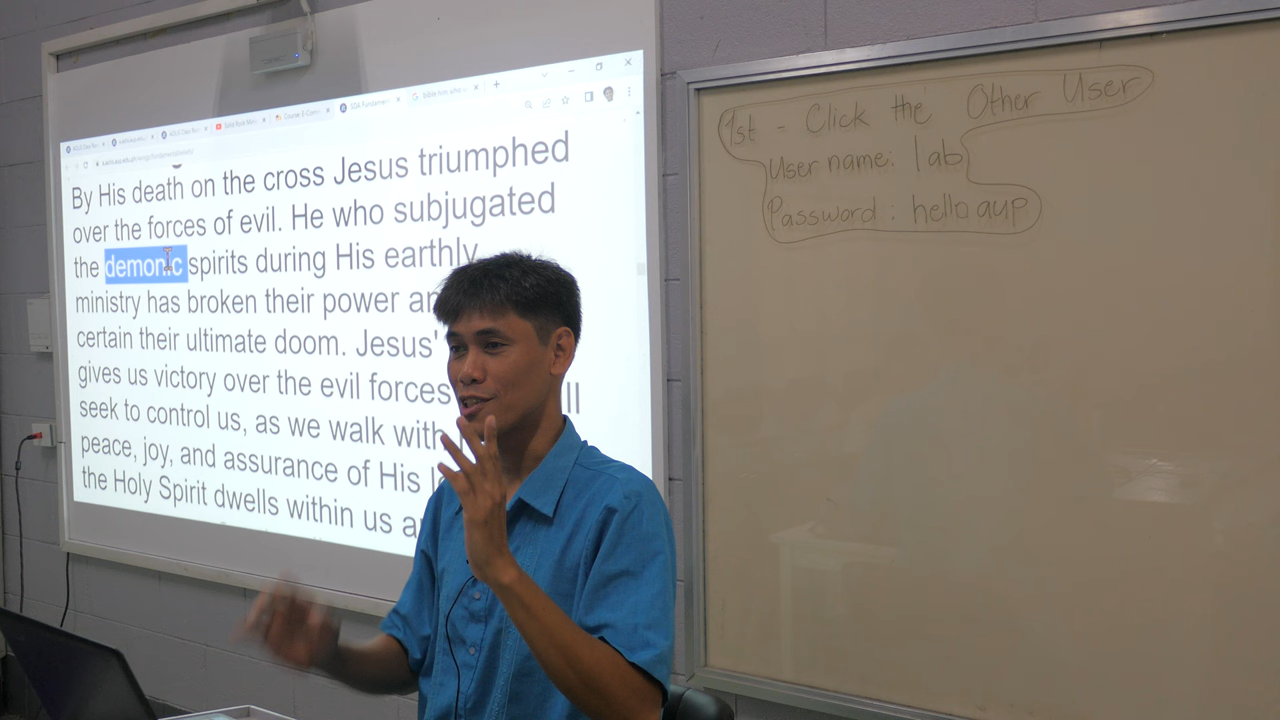 SDA Fundamen
By His death on the cross Jesus triumphed
over the forces of evil. He who subjugated
the demonic spirits during His earthly
ministry has broken their power an
certain their ultimate doom. Jesus'
gives us victory over the evil forces ll
seek to control us, as we walk with
peace, joy, and assurance of His l
the Holy Spirit dwells within us a
1st - Click the Other User
User name: lab
Password: hello aup